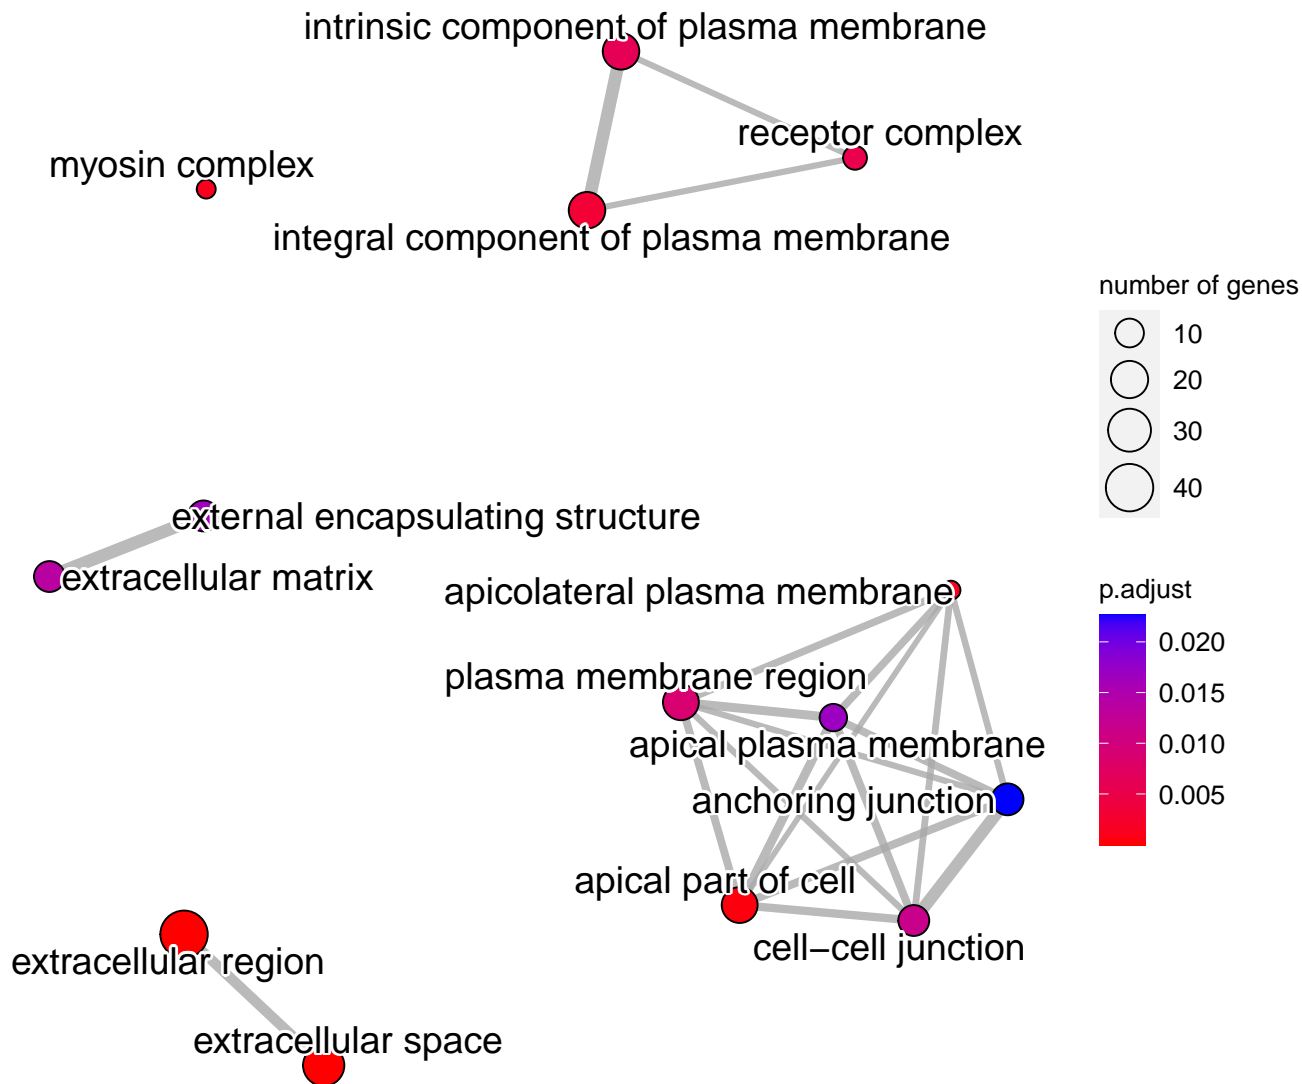 intrinsic component of plasma membrane
receptor complex
myosin complex
integral component of plasma membrane
number of genes
10
20
30
40
external encapsulating structure
extracellular matrix
apicolateral plasma membrane
p.adjust
0.020
0.015
0.010
0.005
plasma membrane region
apical plasma membrane
anchoring junction
apical part of cell
cell−cell junction
extracellular region
extracellular space